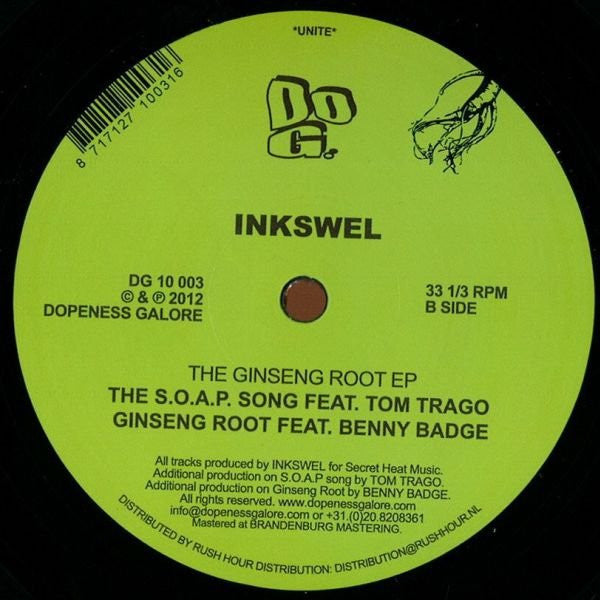 *UNITE*
8 717127 100316
Do
G.
INKSWEL
DG 10 003
© & ℗ 2012
DOPENESS GALORE
33 1/3 RPM
B SIDE
THE GINSENG ROOT EP
THE S.O.A.P. SONG FEAT. TOM TRAGO
GINSENG ROOT FEAT. BENNY BADGE
All tracks produced by INKSWEL for Secret Heat Music.
Additional production on S.O.A.P song by TOM TRAGO.
Additional production on Ginseng Root by BENNY BADGE.
All rights reserved. www.dopenessgalore.com
info@dopenessgalore.com or +31.(0)20.8208361
Mastered at BRANDENBURG MASTERING.
DISTRIBUTED BY RUSH HOUR DISTRIBUTION: DISTRIBUTION@RUSHHOUR.NL